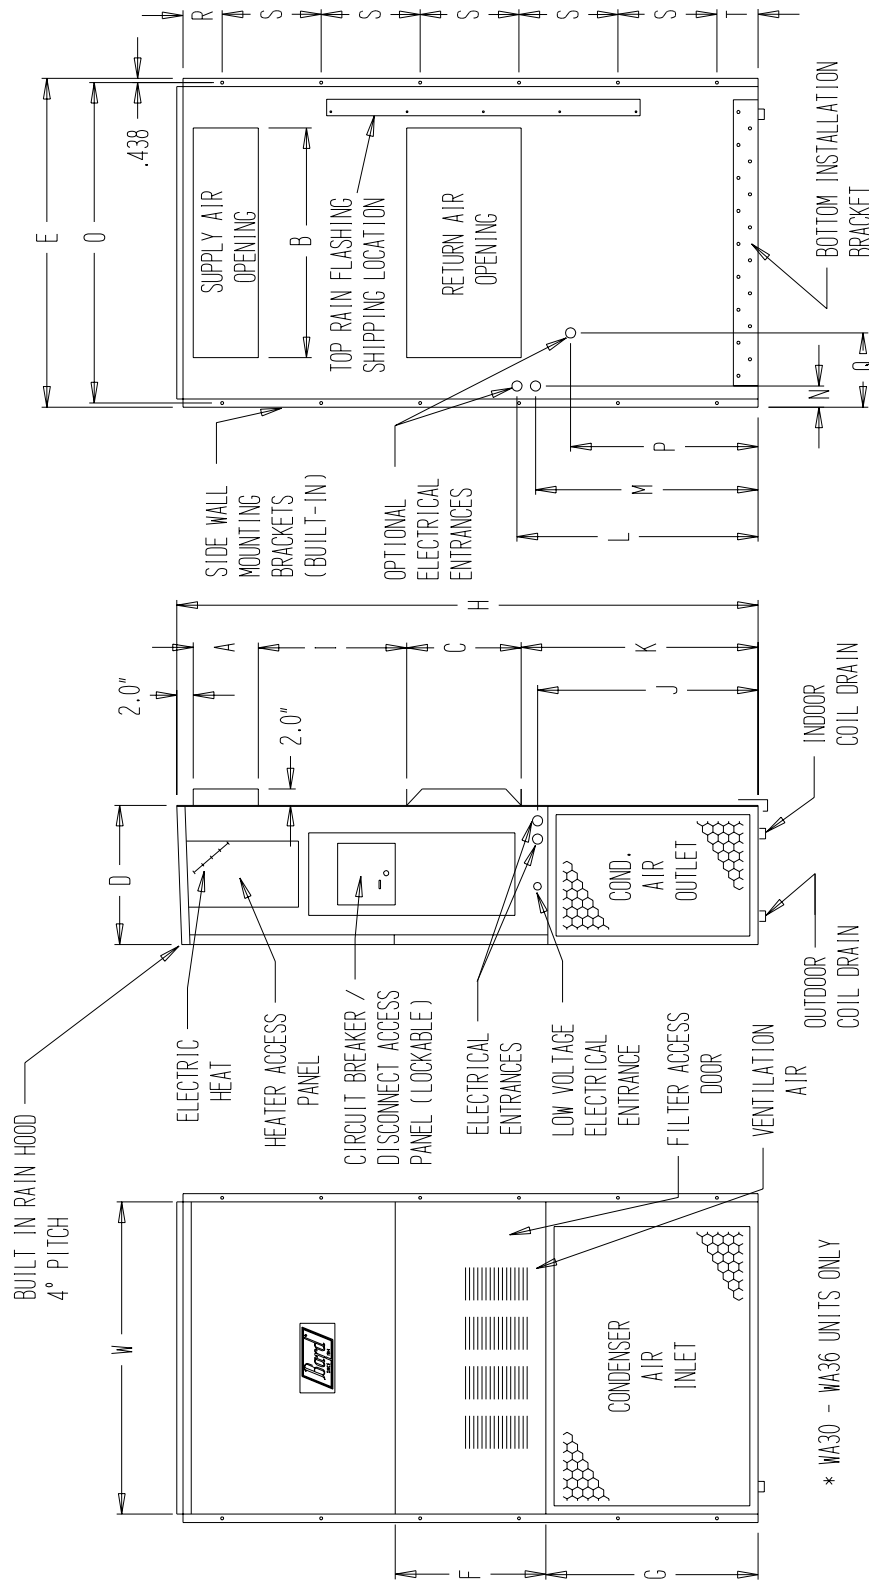 BUILT IN RAIN HOOD
4° PITCH
W
F
G
Bard
CONDENSER
AIR
INLET
* WA30 - WA36 UNITS ONLY
ELECTRIC
HEAT
HEATER ACCESS
PANEL
CIRCUIT BREAKER /
DISCONNECT ACCESS
PANEL (LOCKABLE)
ELECTRICAL
ENTRANCES
LOW VOLTAGE
ELECTRICAL
ENTRANCE
FILTER ACCESS
DOOR
VENTILATION
AIR
D
2.0"
A
I
2.0"
C
H
K
J
COND.
AIR
OUTLET
OUTDOOR
COIL DRAIN
INDOOR
COIL DRAIN
SIDE WALL
MOUNTING
BRACKETS
(BUILT-IN)
OPTIONAL
ELECTRICAL
ENTRANCES
E
O
.438
SUPPLY AIR
OPENING
B
TOP RAIN FLASHING
SHIPPING LOCATION
RETURN AIR
OPENING
L
M
P
N
Q
R
S
S
S
S
S
T
BOTTOM INSTALLATION
BRACKET